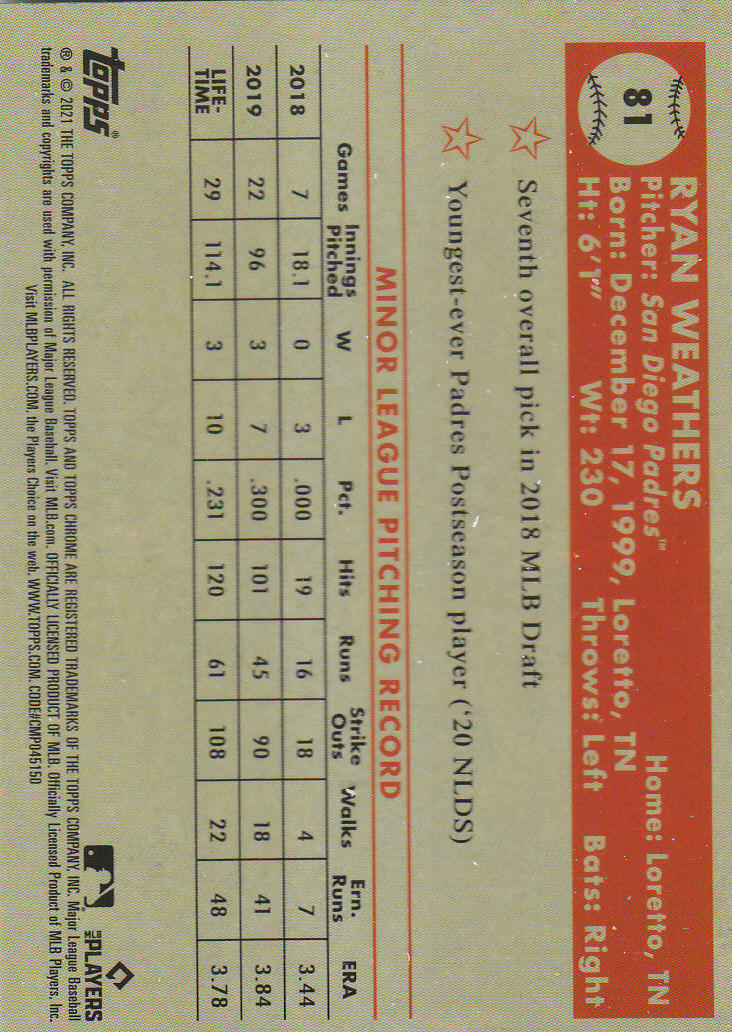 81
RYAN WEATHERS
Pitcher: San Diego Padres™ Home: Loretto, TN
Born: December 17, 1999, Loretto, TN
Ht: 6'1" Wt: 230 Throws: Left Bats: Right
Seventh overall pick in 2018 MLB Draft
Youngest-ever Padres Postseason player ('20 NLDS)
MINOR LEAGUE PITCHING RECORD
Games Innings Pitched W L Pct. Hits Runs Strike Outs Walks Ern. Runs ERA
2018 7 18.1 0 3 .000 19 16 18 4 7 3.44
2019 22 96 3 7 .300 101 45 90 18 41 3.84
LIFE-TIME 29 114.1 3 10 .231 120 61 108 22 48 3.78
topps®
MLB PLAYERS
® & © 2021 THE TOPPS COMPANY, INC. ALL RIGHTS RESERVED. TOPPS AND TOPPS CHROME ARE REGISTERED TRADEMARKS OF THE TOPPS COMPANY, INC. Major League Baseball
trademarks and copyrights are used with permission of Major League Baseball. Visit MLB.com. OFFICIALLY LICENSED PRODUCT OF MLB. Officially Licensed Product of MLB Players, Inc.
Visit MLBPLAYERS.COM, the Players Choice on the web. WWW.TOPPS.COM. CODE#CMP045150